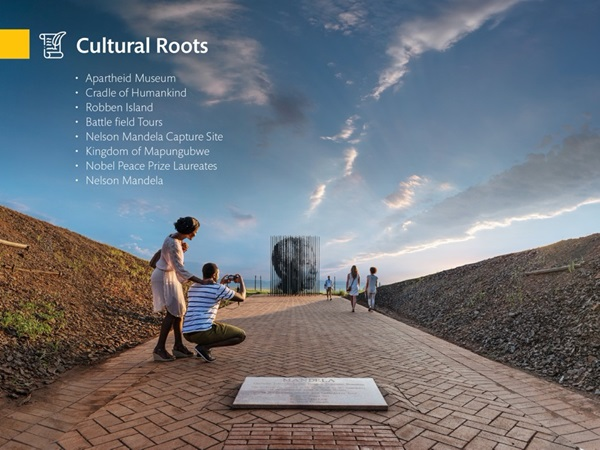 Cultural Roots
• Apartheid Museum
• Cradle of Humankind
• Robben Island
• Battle field Tours
• Nelson Mandela Capture Site
• Kingdom of Mapungubwe
• Nobel Peace Prize Laureates
• Nelson Mandela
MANDELA